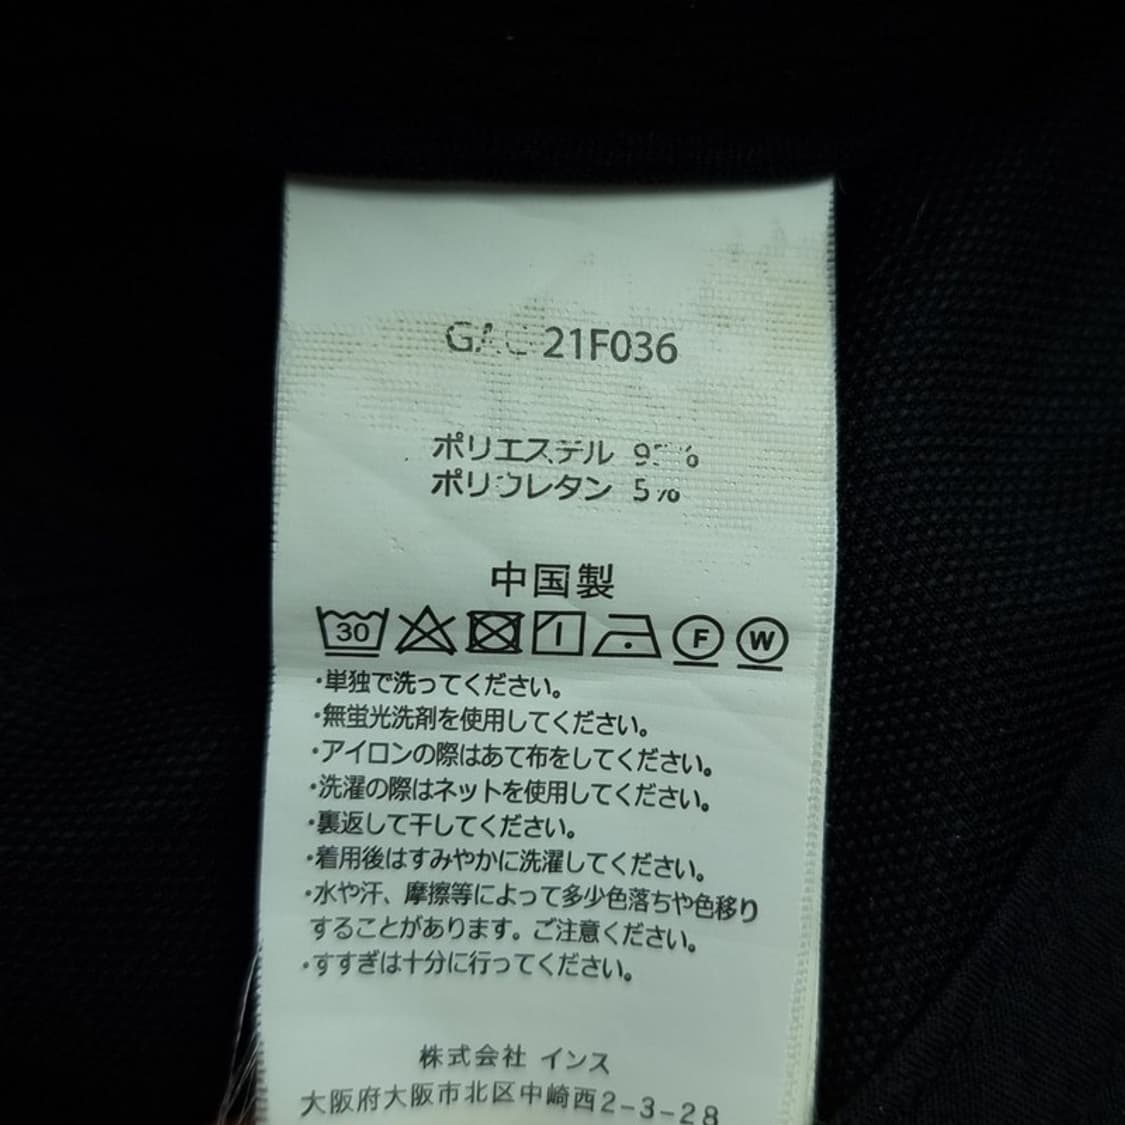 21F036
ポリエステル
ポリウレタン 5%
中国製
30 F W
・単独で洗ってください。
・無蛍光洗剤を使用してください。
・アイロンの際はあて布をしてください。
・洗濯の際はネットを使用してください。
・裏返して干してください。
・着用後はすみやかに洗濯してください。
・水や汗、摩擦等によって多少色落ちや色移り
することがあります。ご注意ください。
・すすぎは十分に行ってください。
株式会社 インス
大阪府大阪市北区中崎西2-3-28